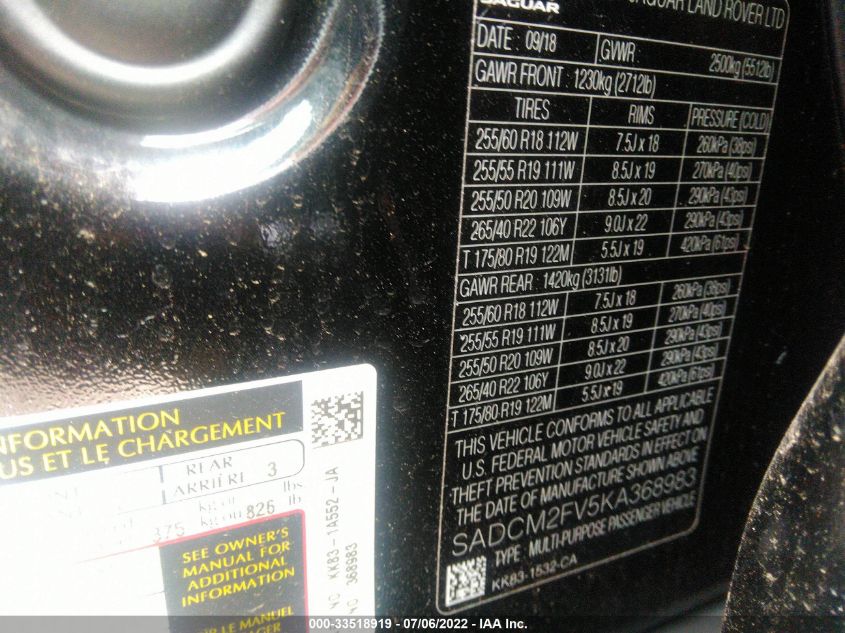 JAGUAR JAGUAR LAND ROVER LTD
DATE : 09/18 GVWR : 2500kg (5512lb)
GAWR FRONT : 1230kg (2712lb)
TIRES RIMS PRESSURE (COLD)
255/60 R18 112W 7.5J x 18 260kPa (38psi)
255/55 R19 111W 8.5J x 19 270kPa (40psi)
255/50 R20 109W 8.5J x 20 290kPa (43psi)
265/40 R22 106Y 9.0J x 22 290kPa (43psi)
T 175/80 R19 122M 5.5J x 19 420kPa (61psi)
GAWR REAR : 1420kg (3131lb)
255/60 R18 112W 7.5J x 18 260kPa (38psi)
255/55 R19 111W 8.5J x 19 270kPa (40psi)
255/50 R20 109W 8.5J x 20 290kPa (43psi)
265/40 R22 106Y 9.0J x 22 290kPa (43psi)
T 175/80 R19 122M 5.5J x 19 420kPa (61psi)
THIS VEHICLE CONFORMS TO ALL APPLICABLE
U.S. FEDERAL MOTOR VEHICLE SAFETY AND
THEFT PREVENTION STANDARDS IN EFFECT ON
THE DATE OF MANUFACTURE SHOWN ABOVE
SADCM2FV5KA368983
TYPE : MULTI-PURPOSE PASSENGER VEHICLE
KK83-1532-CA
NFORMATION
US ET LE CHARGEMENT
REAR
ARRIÈRE 3
375 kg ou 826 lb
lbs
SEE OWNER'S
MANUAL FOR
ADDITIONAL
INFORMATION
LE MANUEL
KK83-1A552-JA
NO 368983
000-33518919 - 07/06/2022 - IAA Inc.